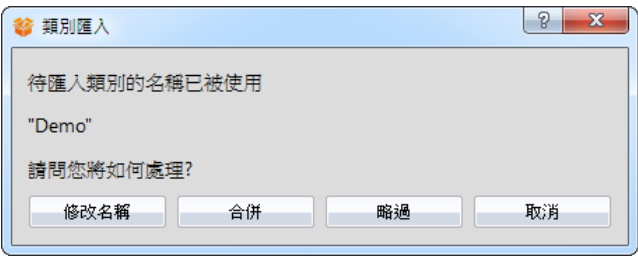 類別匯入
待匯入類別的名稱已被使用
"Demo"
請問您將如何處理?
修改名稱 合併 略過 取消